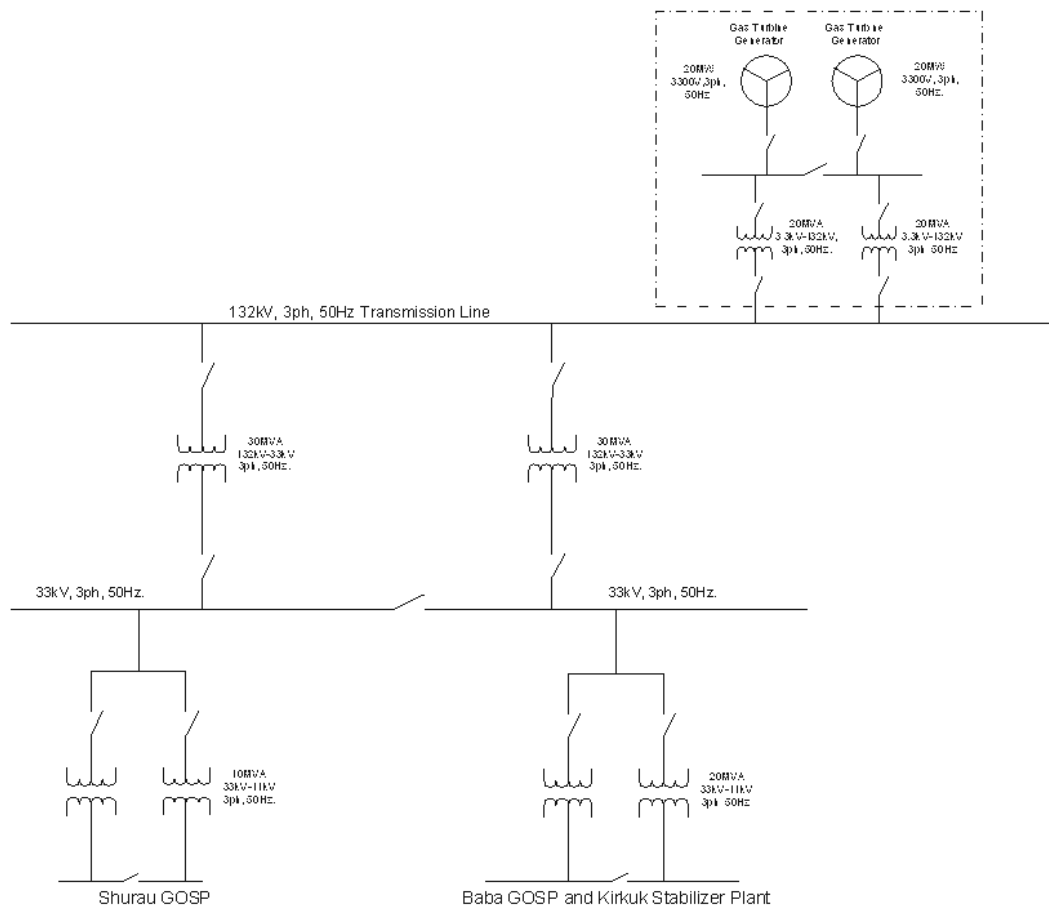 Gas Turbine
Generator
Gas Turbine
Generator
20MW
3300V,3ph,
50Hz
20MW
3300V,3ph,
50Hz.
20MVA
3.3kV-132kV,
3ph,50Hz.
20MVA
3.3kV-132kV
3ph 50Hz
132kV, 3ph, 50Hz Transmission Line
30MVA
132kV-33kV
3ph,50Hz.
30MVA
132kV-33kV
3ph,50Hz.
33kV, 3ph, 50Hz.
33kV, 3ph, 50Hz.
10MVA
33kV-11kV
3ph,50Hz.
20MVA
33kV-11kV
3ph 50Hz
Shurau GOSP
Baba GOSP and Kirkuk Stabilizer Plant